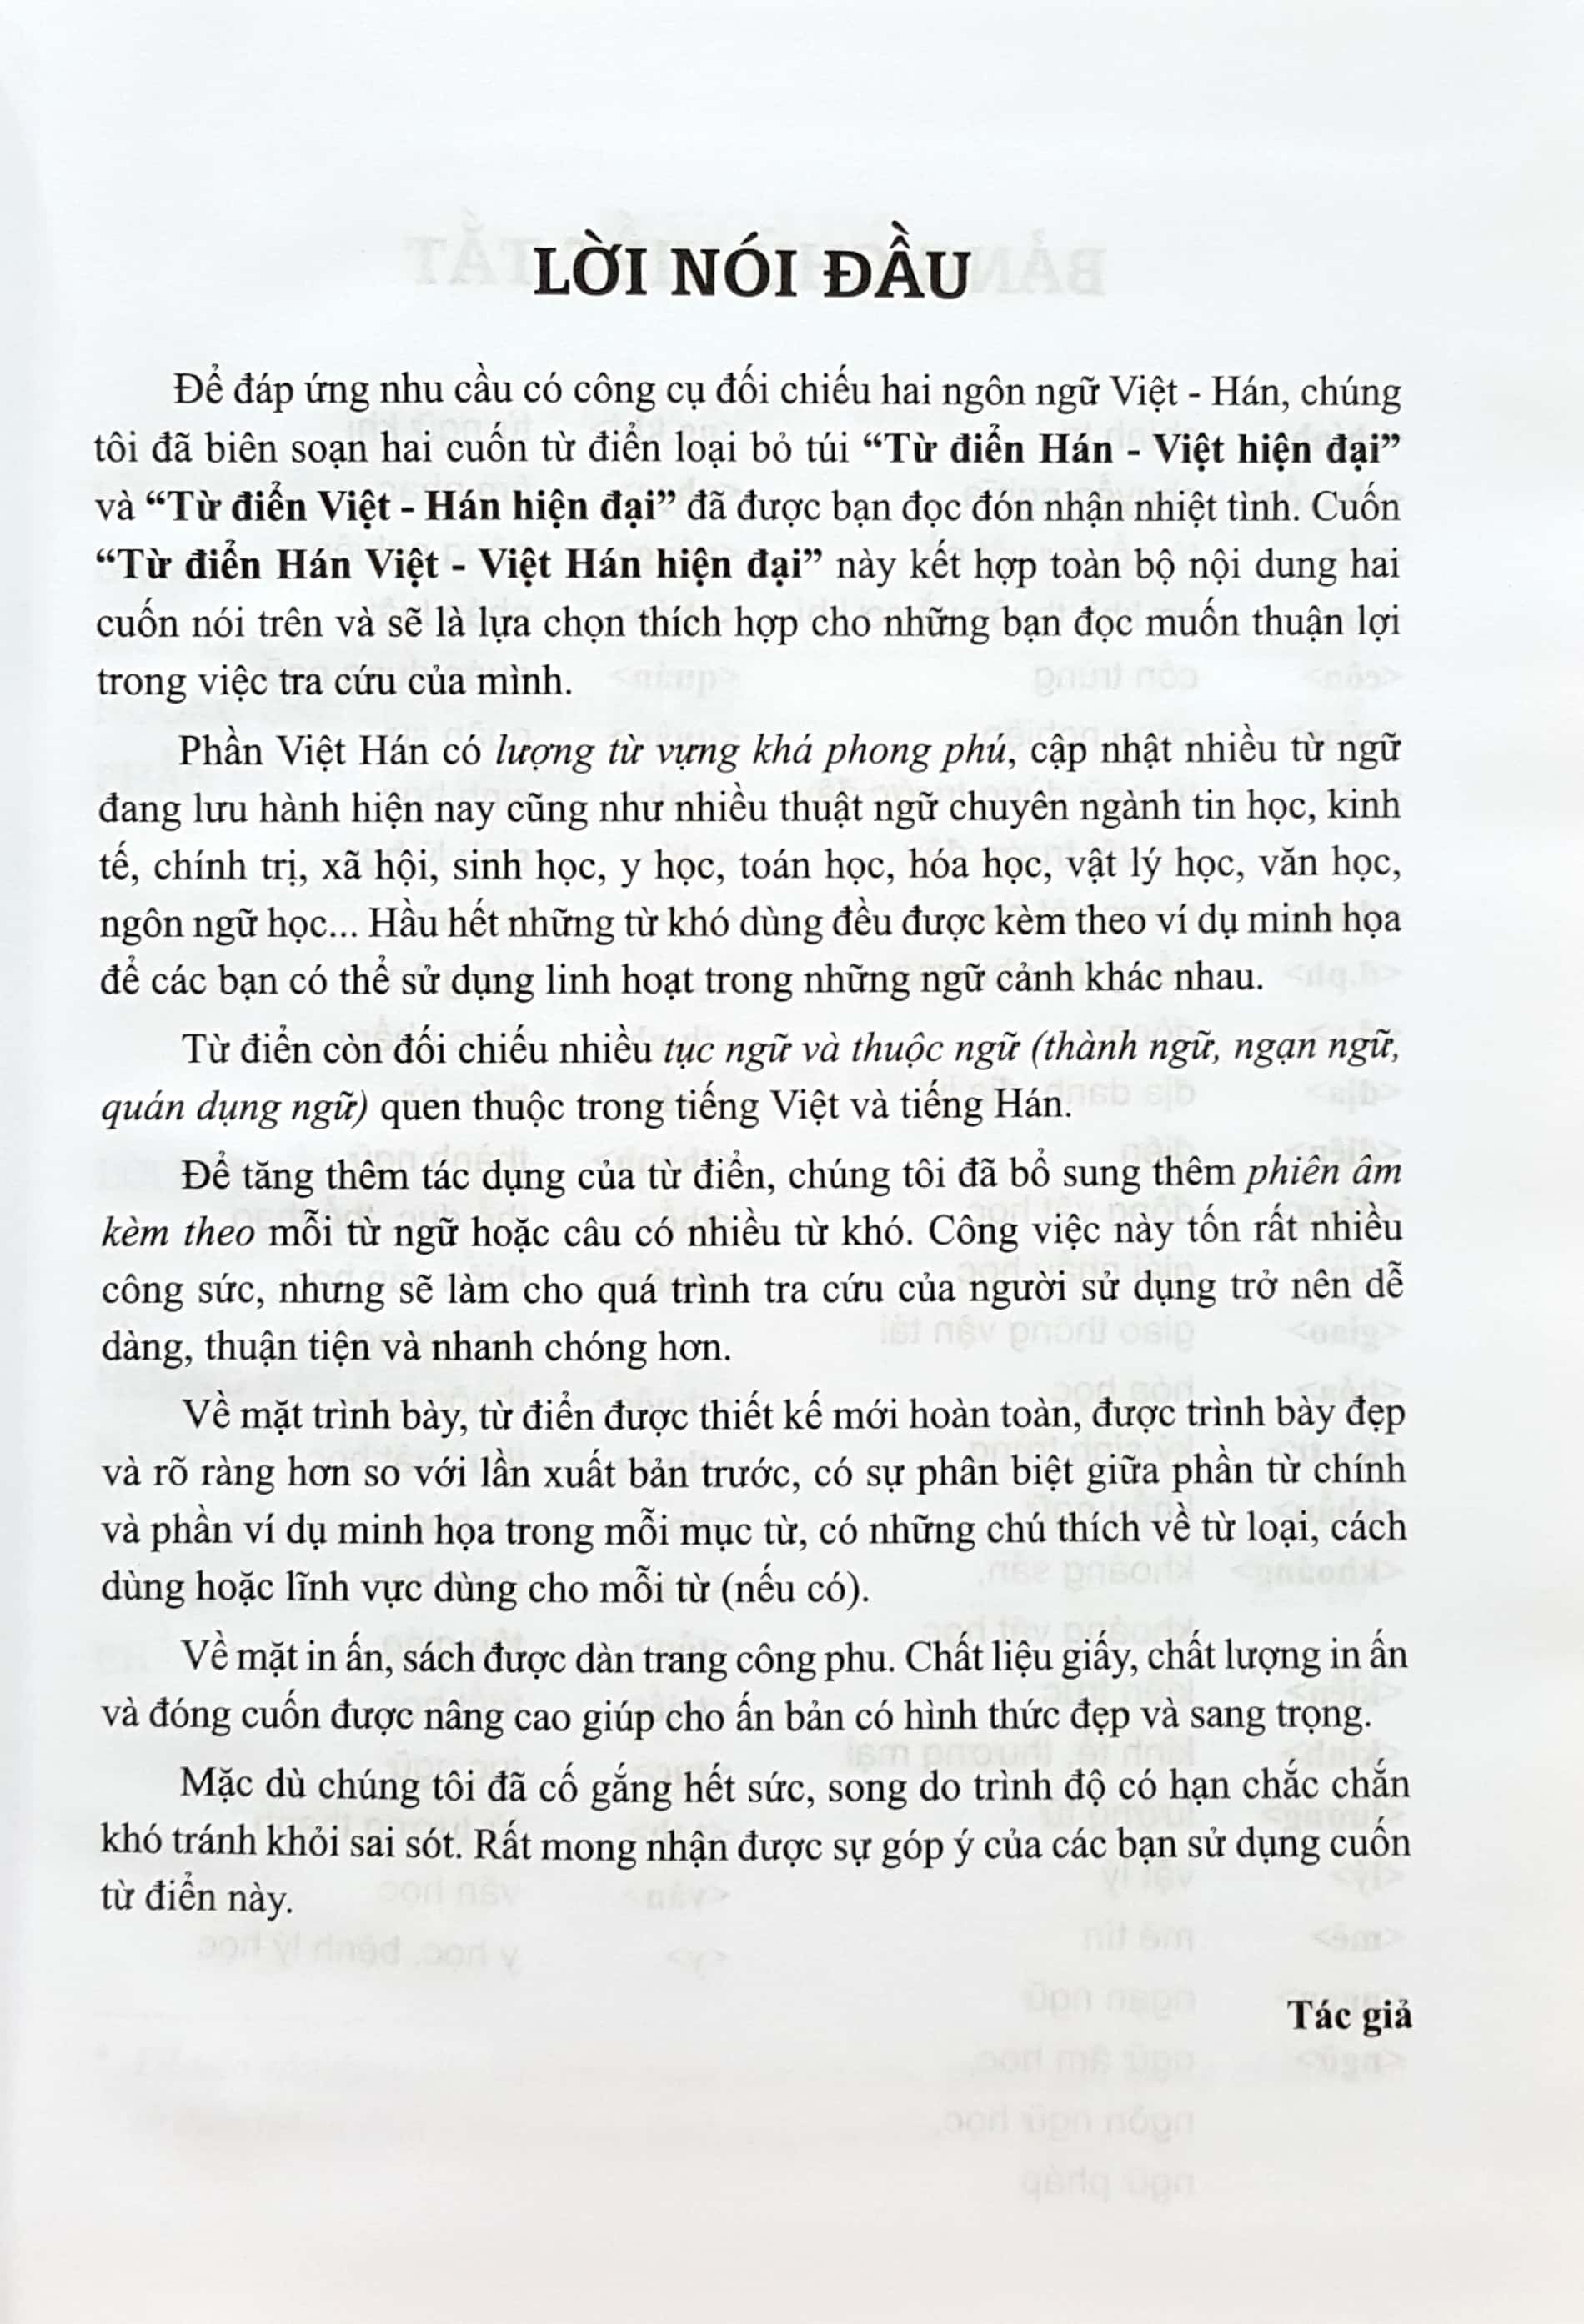 LỜI NÓI ĐẦU
Để đáp ứng nhu cầu có công cụ đối chiếu hai ngôn ngữ Việt - Hán, chúng
tôi đã biên soạn hai cuốn từ điển loại bỏ túi “Từ điển Hán - Việt hiện đại”
và “Từ điển Việt - Hán hiện đại” đã được bạn đọc đón nhận nhiệt tình. Cuốn
“Từ điển Hán Việt - Việt Hán hiện đại” này kết hợp toàn bộ nội dung hai
cuốn nói trên và sẽ là lựa chọn thích hợp cho những bạn đọc muốn thuận lợi
trong việc tra cứu của mình.
Phần Việt Hán có lượng từ vựng khá phong phú, cập nhật nhiều từ ngữ
đang lưu hành hiện nay cũng như nhiều thuật ngữ chuyên ngành tin học, kinh
tế, chính trị, xã hội, sinh học, y học, toán học, hóa học, vật lý học, văn học,
ngôn ngữ học... Hầu hết những từ khó dùng đều được kèm theo ví dụ minh họa
để các bạn có thể sử dụng linh hoạt trong những ngữ cảnh khác nhau.
Từ điển còn đối chiếu nhiều tục ngữ và thuộc ngữ (thành ngữ, ngạn ngữ,
quán dụng ngữ) quen thuộc trong tiếng Việt và tiếng Hán.
Để tăng thêm tác dụng của từ điển, chúng tôi đã bổ sung thêm phiên âm
kèm theo mỗi từ ngữ hoặc câu có nhiều từ khó. Công việc này tốn rất nhiều
công sức, nhưng sẽ làm cho quá trình tra cứu của người sử dụng trở nên dễ
dàng, thuận tiện và nhanh chóng hơn.
Về mặt trình bày, từ điển được thiết kế mới hoàn toàn, được trình bày đẹp
và rõ ràng hơn so với lần xuất bản trước, có sự phân biệt giữa phần từ chính
và phần ví dụ minh họa trong mỗi mục từ, có những chú thích về từ loại, cách
dùng hoặc lĩnh vực dùng cho mỗi từ (nếu có).
Về mặt in ấn, sách được dàn trang công phu. Chất liệu giấy, chất lượng in ấn
và đóng cuốn được nâng cao giúp cho ấn bản có hình thức đẹp và sang trọng.
Mặc dù chúng tôi đã cố gắng hết sức, song do trình độ có hạn chắc chắn
khó tránh khỏi sai sót. Rất mong nhận được sự góp ý của các bạn sử dụng cuốn
từ điển này.
Tác giả